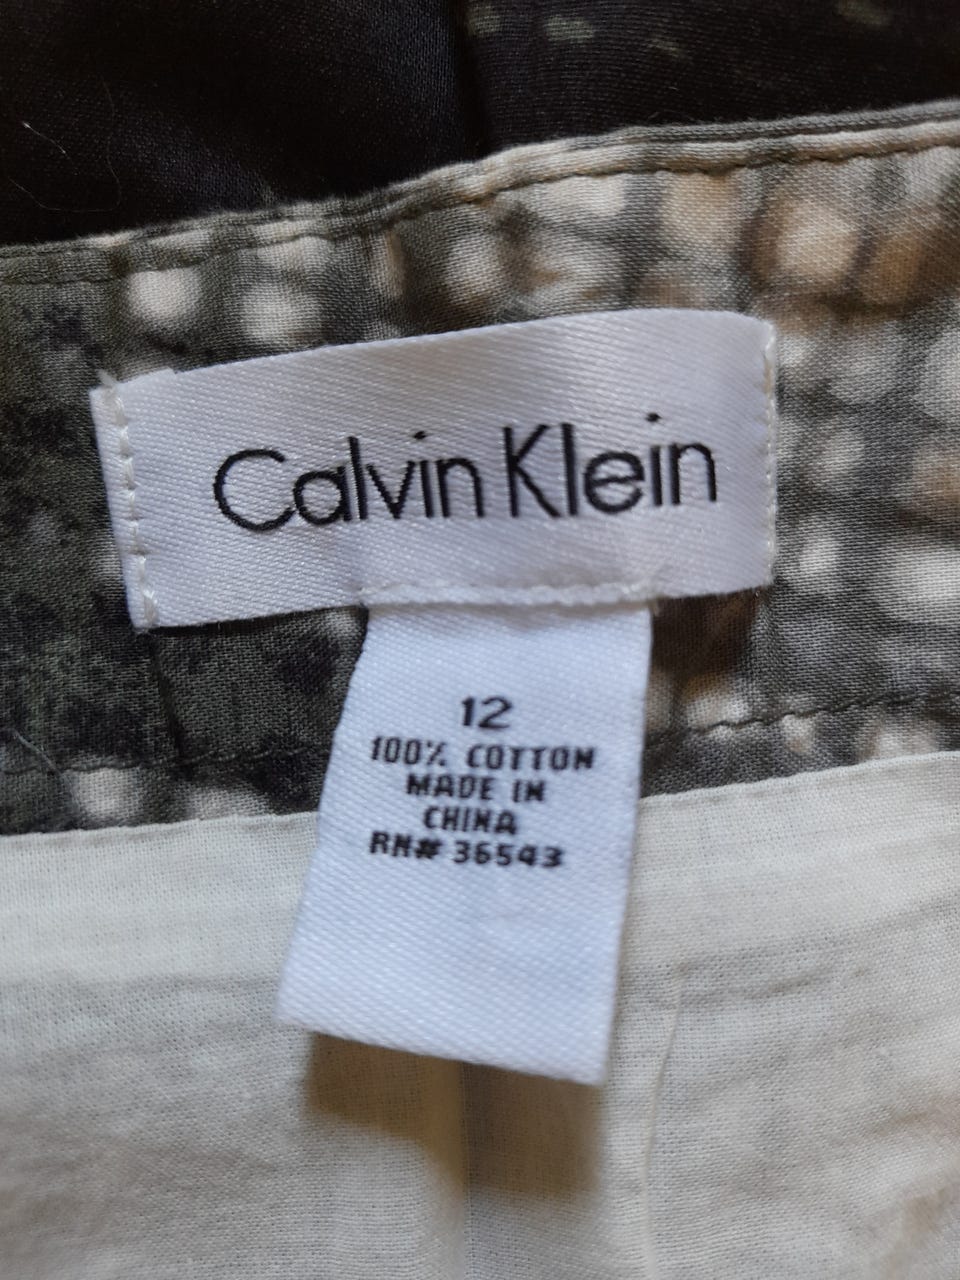 Calvin Klein
12
100% COTTON
MADE IN
CHINA
RN# 36543